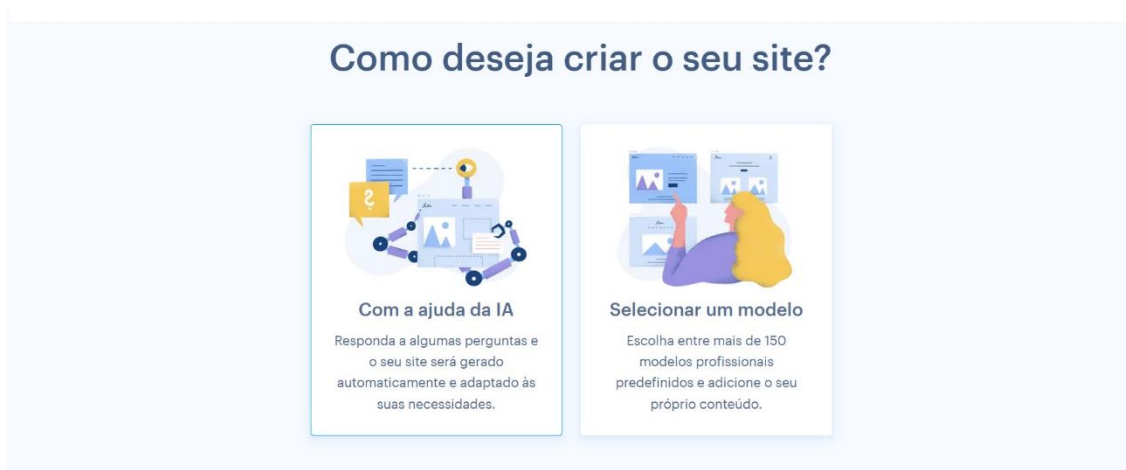 Como deseja criar o seu site?
Com a ajuda da IA
Responda a algumas perguntas e
o seu site será gerado
automaticamente e adaptado às
suas necessidades.
Selecionar um modelo
Escolha entre mais de 150
modelos profissionais
predefinidos e adicione o seu
próprio conteúdo.